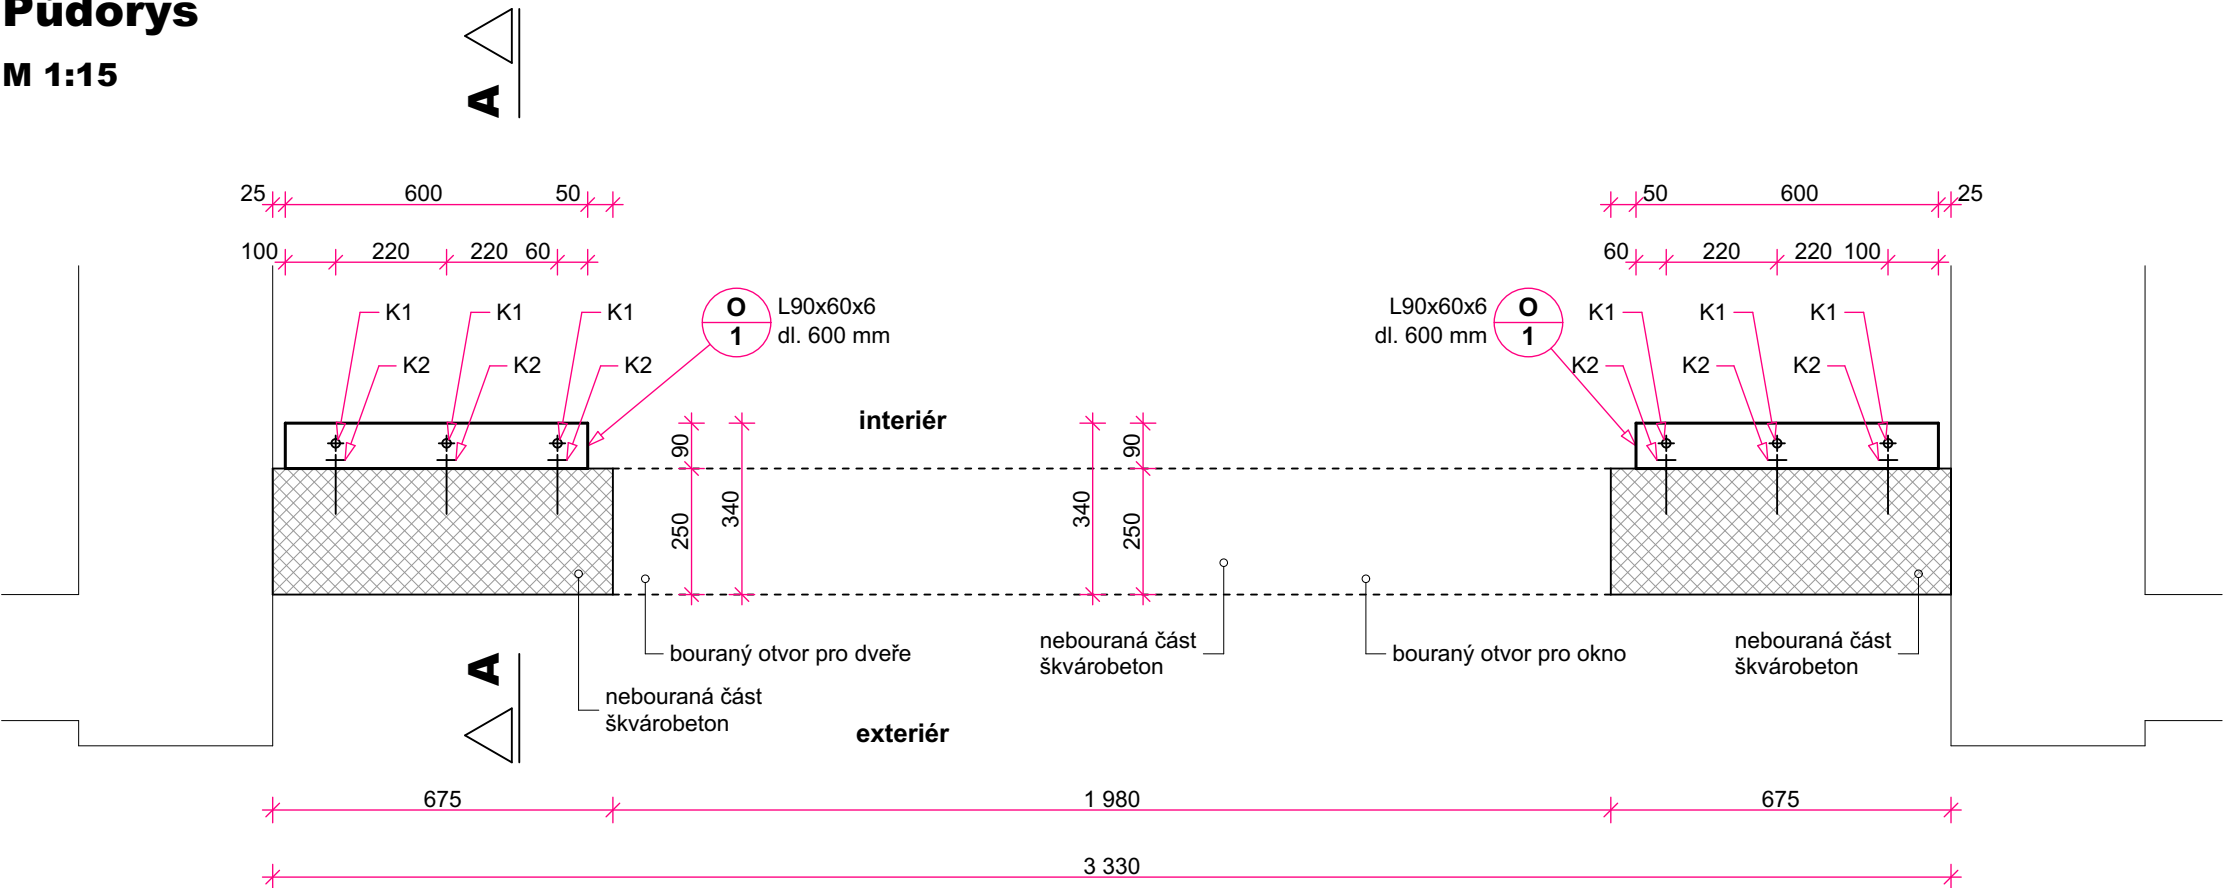 Půdorys
M 1:15
A
25 600 50
50 600 25
100 220 220 60
60 220 220 100
K1 K1 K1
O
1
L90x60x6
dl. 600 mm
L90x60x6
dl. 600 mm
O
1
K1 K1 K1
K2 K2 K2
K2 K2 K2
interiér
90
250
340
340
90
250
bouraný otvor pro dveře
nebouraná část
škvárobeton
bouraný otvor pro okno
nebouraná část
škvárobeton
A
nebouraná část
škvárobeton
exteriér
675 1 980 675
3 330